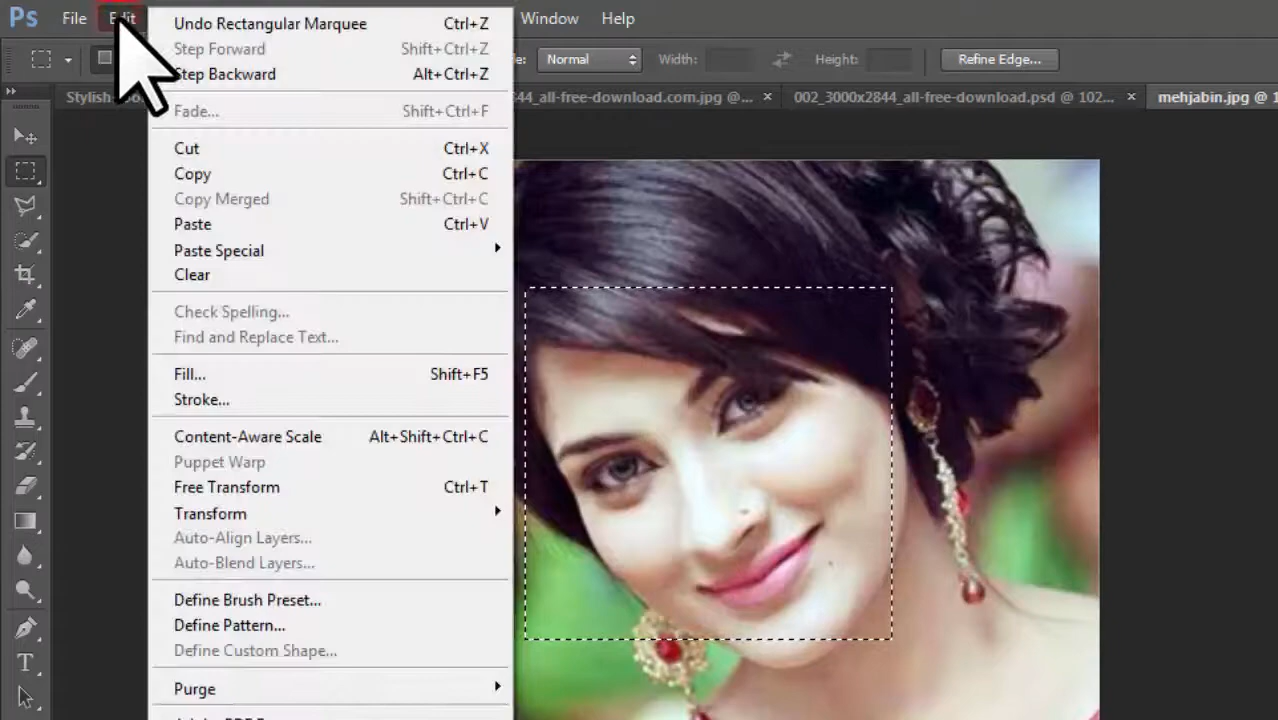 Ps File Edit Window Help
Normal Width: Height: Refine Edge...
Stylish all-free-download.com.jpg @... × 002_3000x2844_all-free-download.psd @ 102... × mehjabin.jpg @ 1
Undo Rectangular Marquee Ctrl+Z
Step Forward Shift+Ctrl+Z
Step Backward Alt+Ctrl+Z
Fade... Shift+Ctrl+F
Cut Ctrl+X
Copy Ctrl+C
Copy Merged Shift+Ctrl+C
Paste Ctrl+V
Paste Special
Clear
Check Spelling...
Find and Replace Text...
Fill... Shift+F5
Stroke...
Content-Aware Scale Alt+Shift+Ctrl+C
Puppet Warp
Free Transform Ctrl+T
Transform
Auto-Align Layers...
Auto-Blend Layers...
Define Brush Preset...
Define Pattern...
Define Custom Shape...
Purge